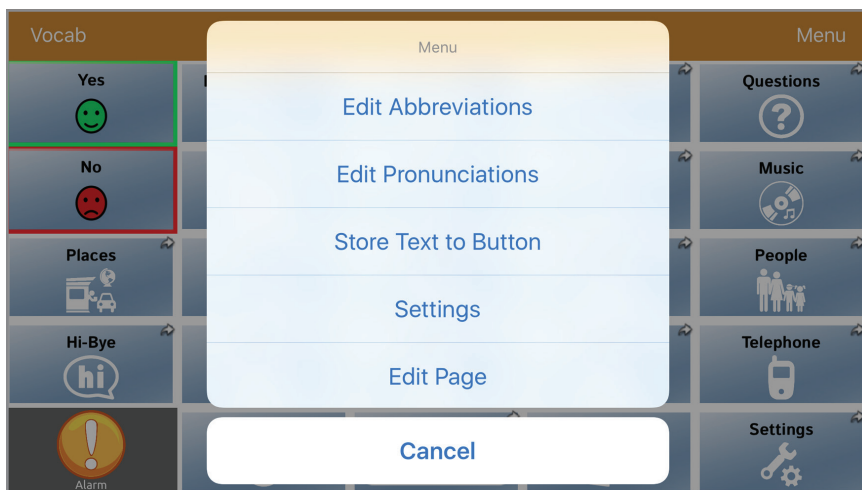 Vocab
Menu
Menu
Yes
Questions
Edit Abbreviations
No
Music
Edit Pronunciations
Places
Store Text to Button
People
Settings
Hi-Bye
hi
Telephone
Edit Page
Cancel
Settings
Alarm